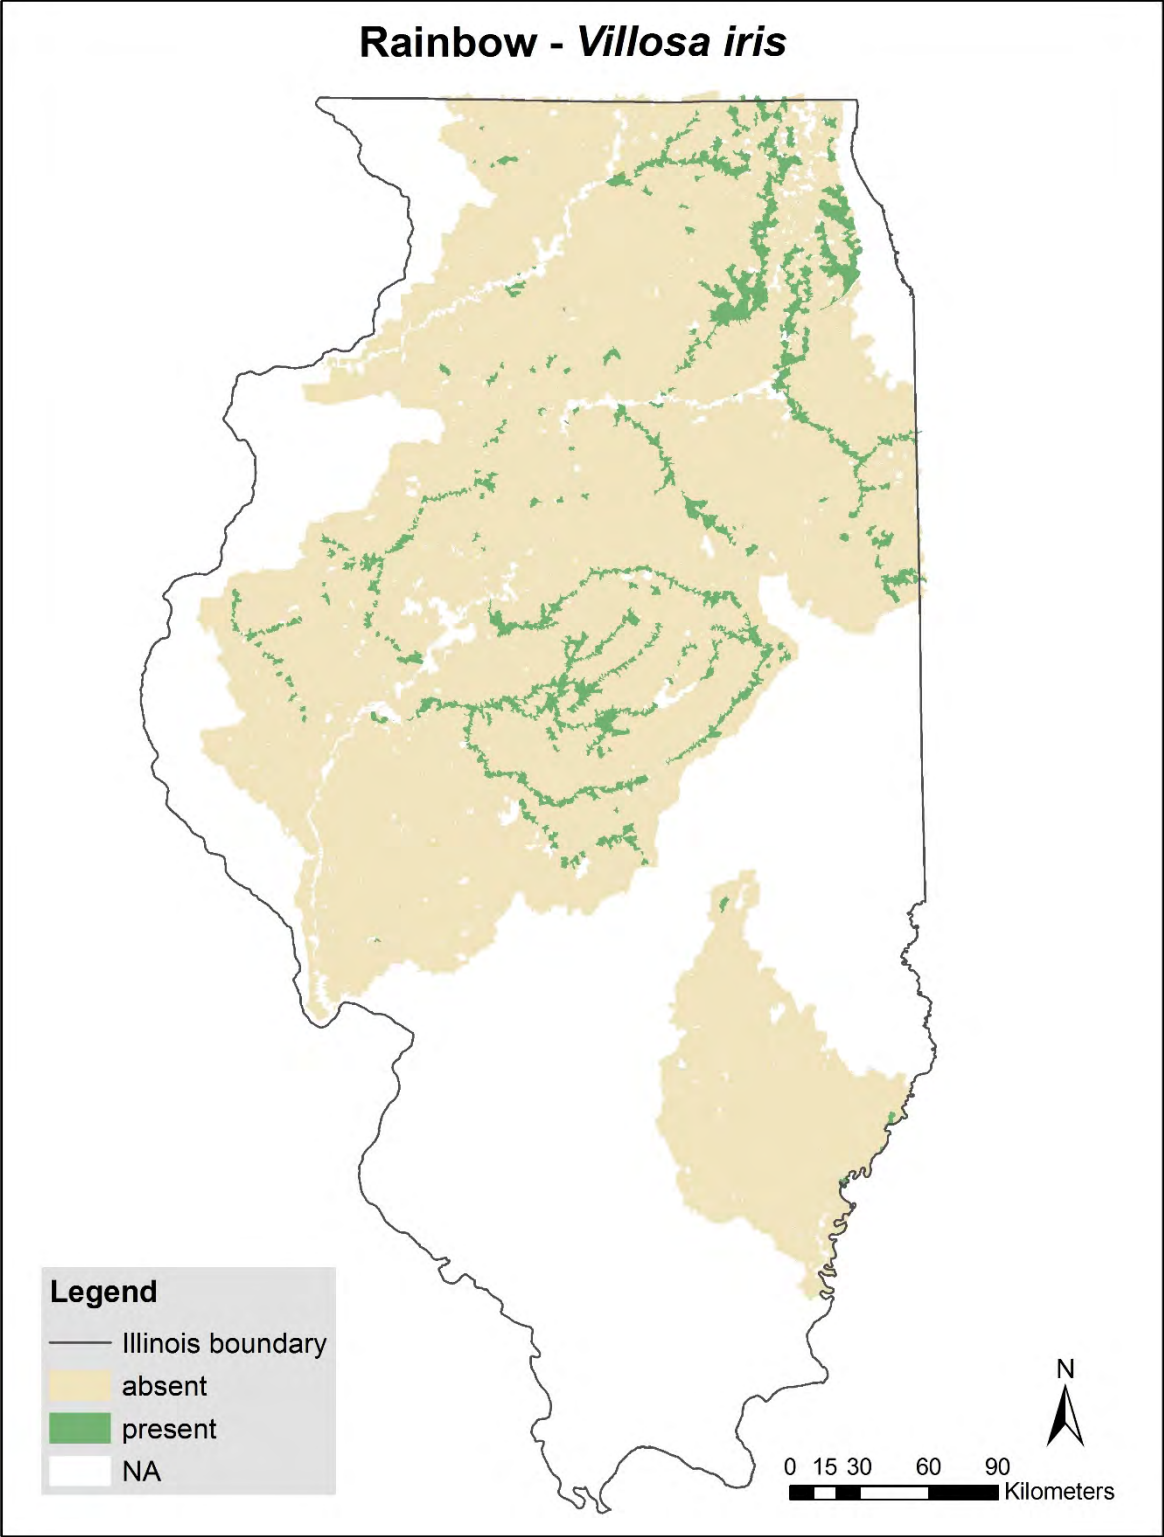 Rainbow - Villosa iris
Legend
Illinois boundary
absent
present
NA
N
0 15 30 60 90
Kilometers